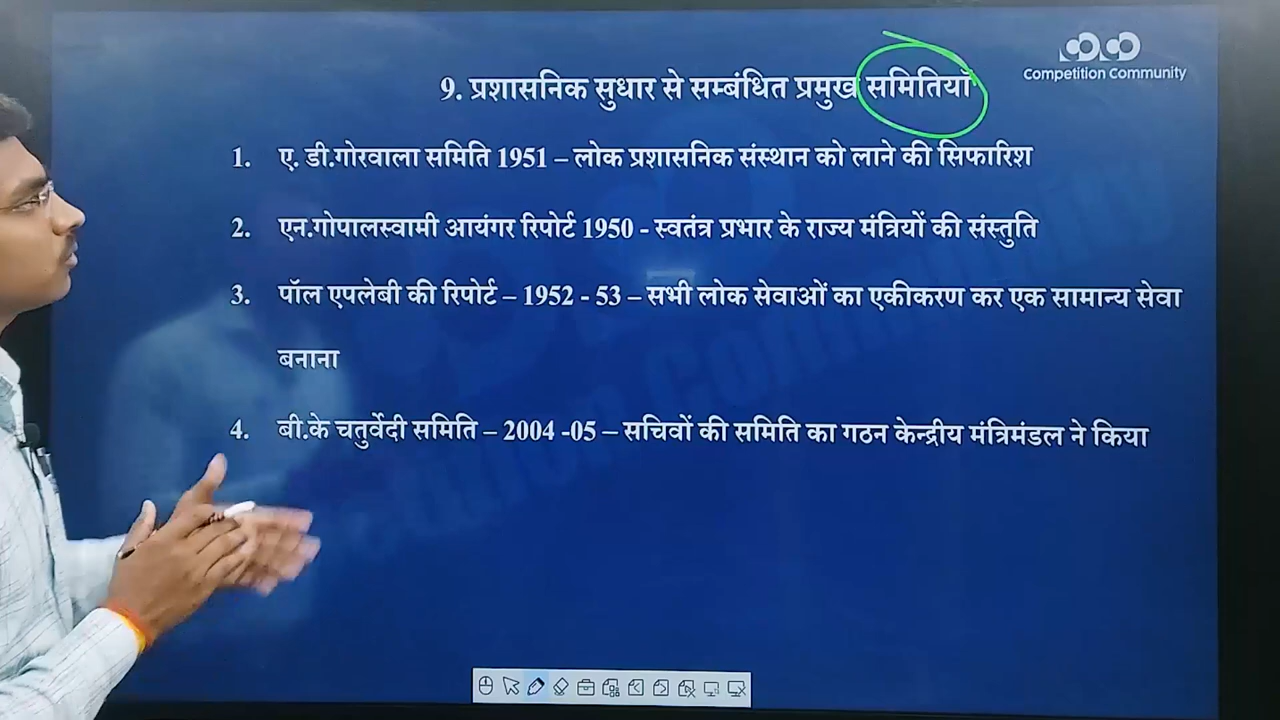 Competition Community
9. प्रशासनिक सुधार से सम्बंधित प्रमुख समितियाँ
1. ए. डी.गोरवाला समिति 1951 – लोक प्रशासनिक संस्थान को लाने की सिफारिश
2. एन.गोपालस्वामी आयंगर रिपोर्ट 1950 - स्वतंत्र प्रभार के राज्य मंत्रियों की संस्तुति
3. पॉल एपलेबी की रिपोर्ट – 1952 - 53 – सभी लोक सेवाओं का एकीकरण कर एक सामान्य सेवा
बनाना
4. बी.के चतुर्वेदी समिति – 2004 -05 – सचिवों की समिति का गठन केन्द्रीय मंत्रिमंडल ने किया